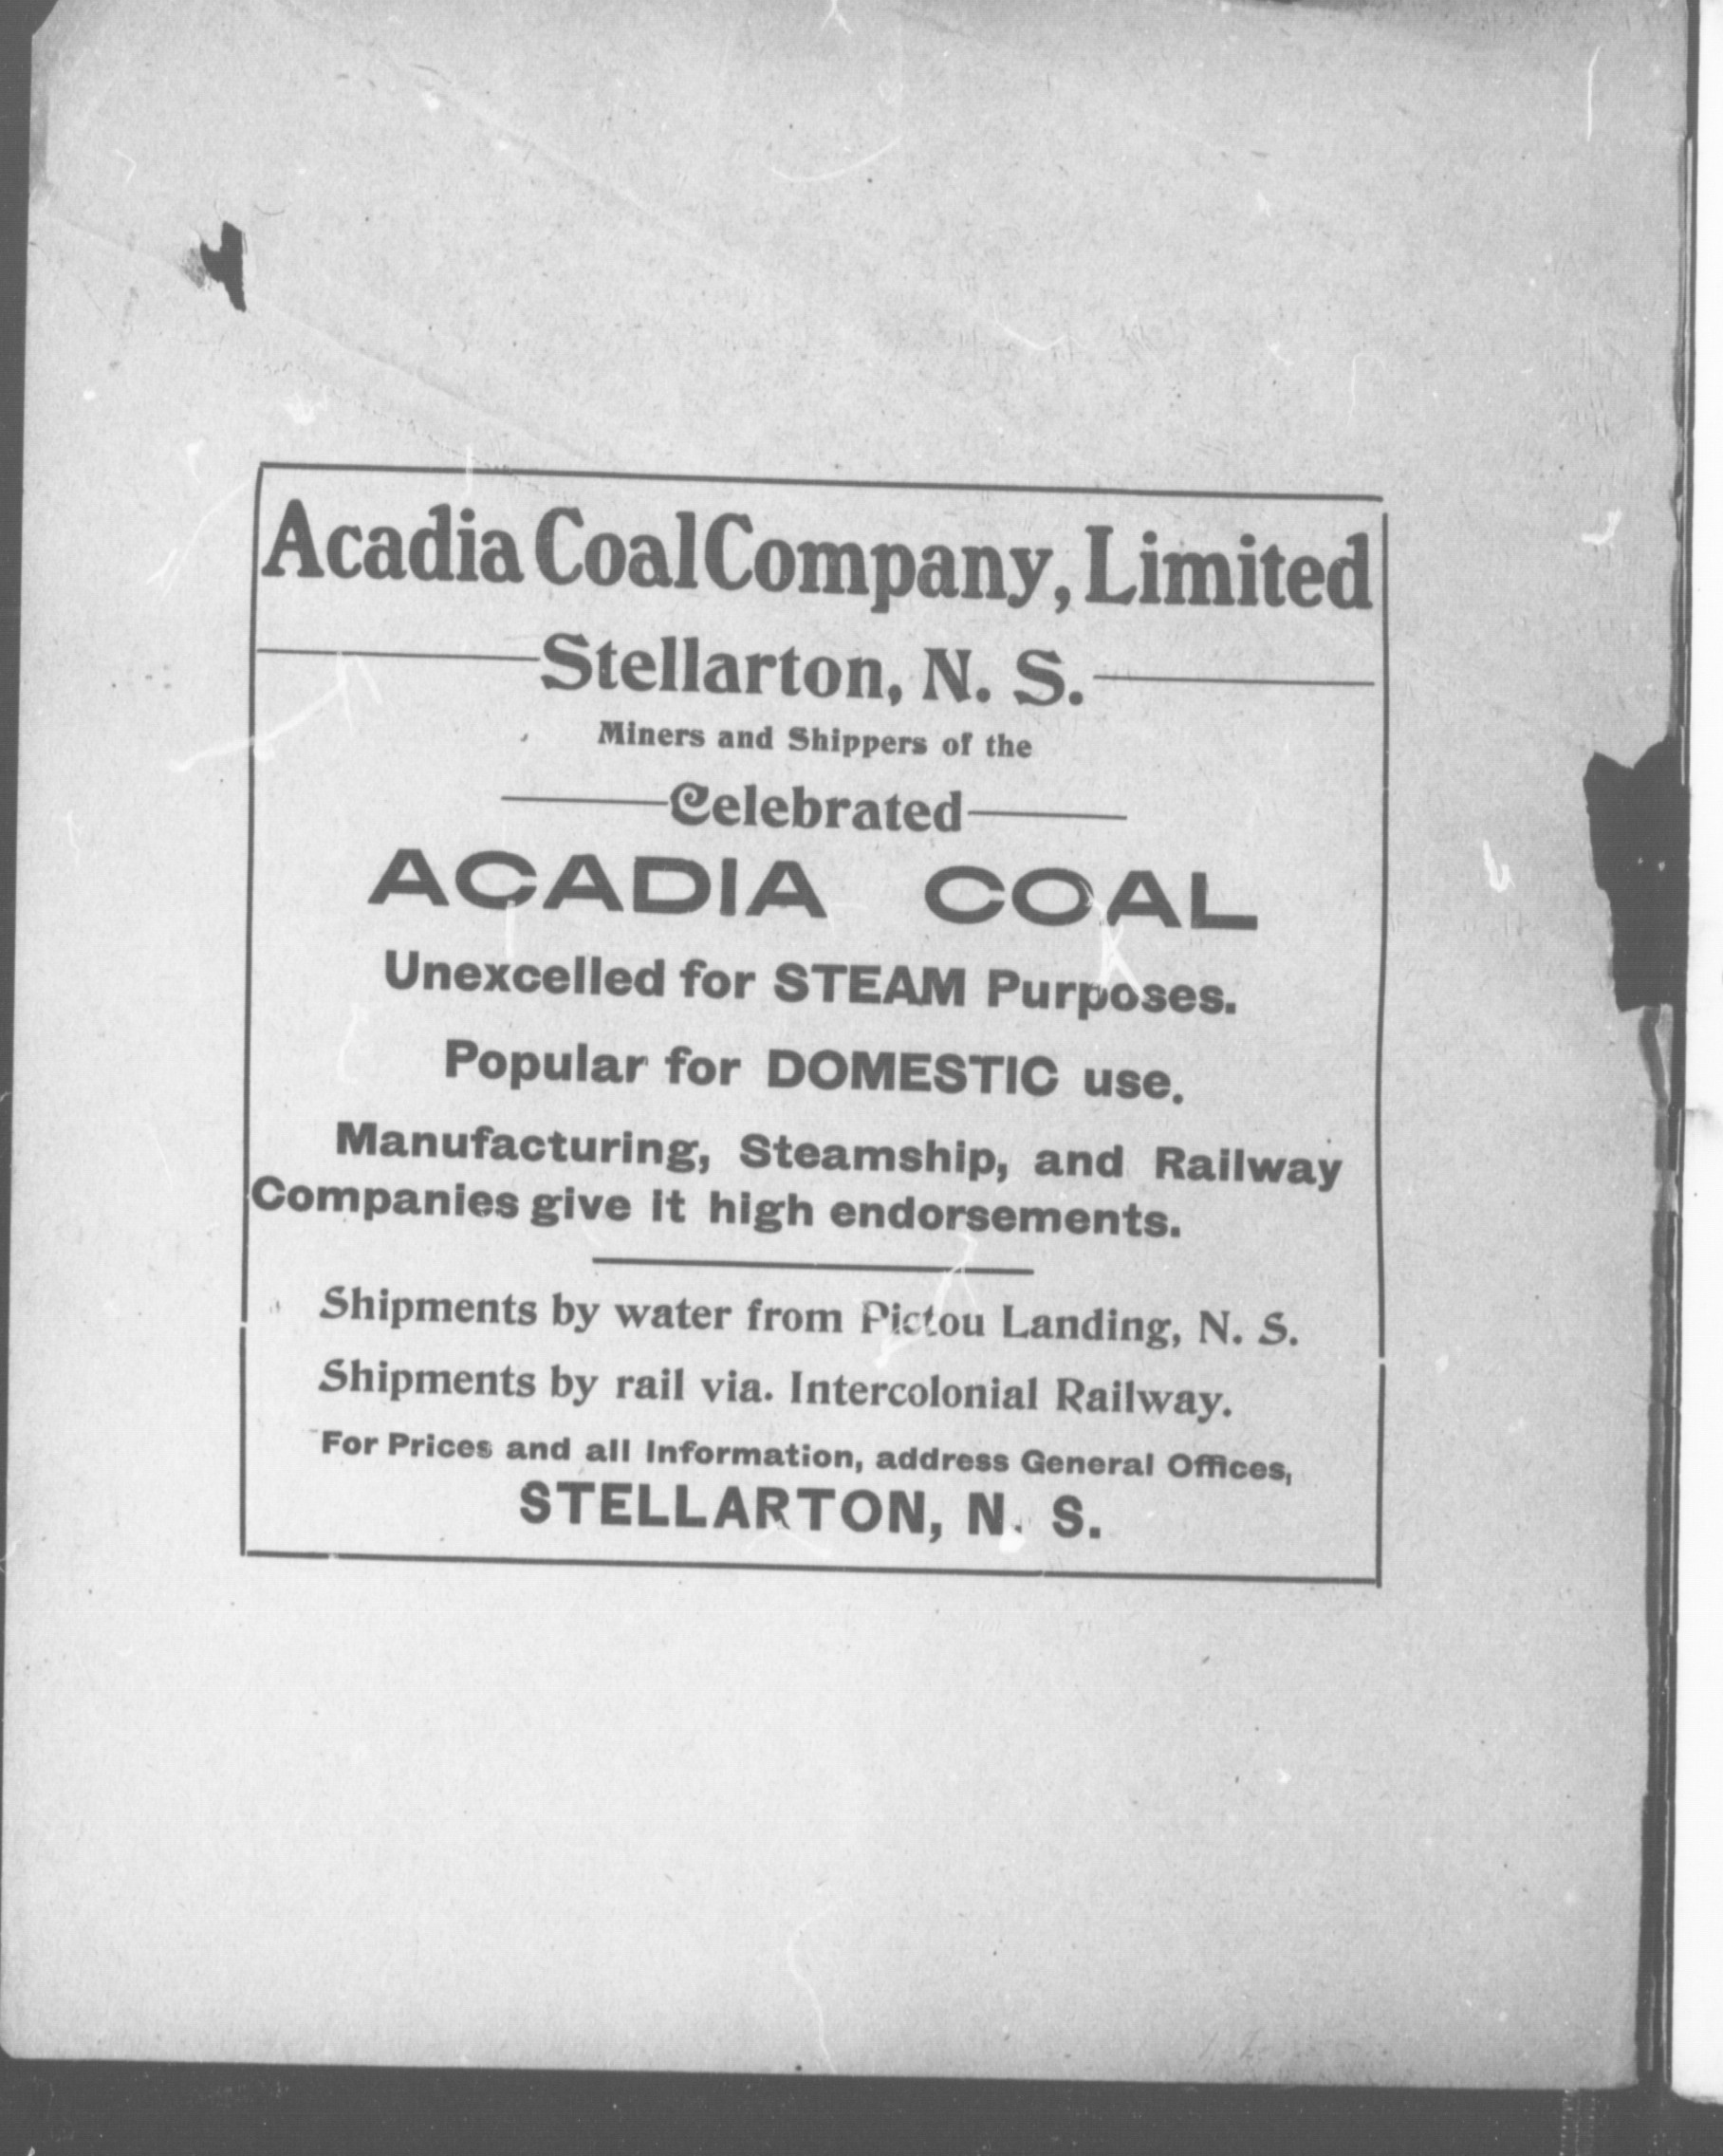 Acadia Coal Company, Limited
Stellarton, N. S.
Miners and Shippers of the
Celebrated
ACADIA COAL
Unexcelled for STEAM Purposes.
Popular for DOMESTIC use.
Manufacturing, Steamship, and Railway
Companies give it high endorsements.
Shipments by water from Pictou Landing, N. S.
Shipments by rail via. Intercolonial Railway.
For Prices and all Information, address General Offices,
STELLARTON, N. S.